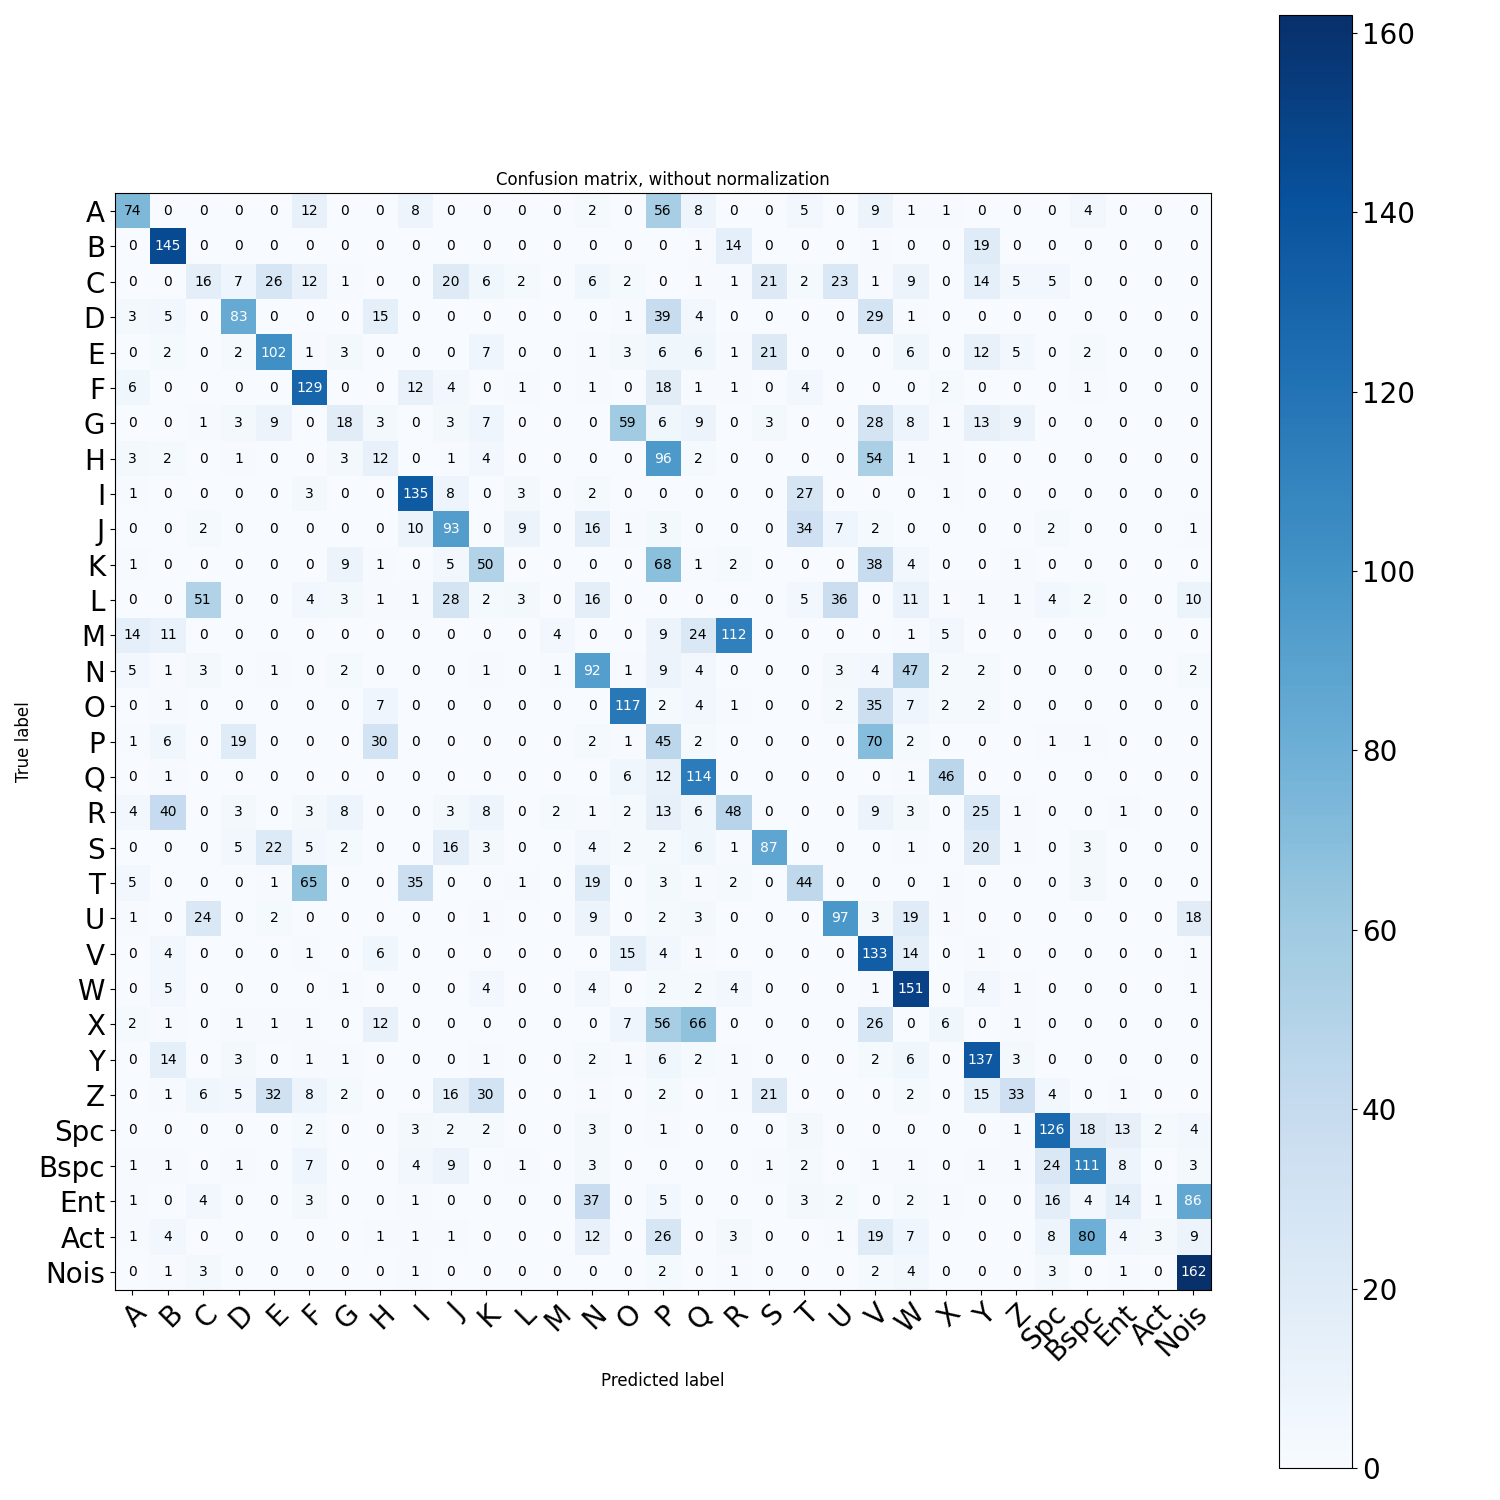 Confusion matrix, without normalization
A 74 0 0 0 0 12 0 0 8 0 0 0 0 2 0 56 8 0 0 5 0 9 1 1 0 0 0 4 0 0 0
B 0 145 0 0 0 0 0 0 0 0 0 0 0 0 0 0 1 14 0 0 0 1 0 0 19 0 0 0 0 0 0
C 0 0 16 7 26 12 1 0 0 20 6 2 0 6 2 0 1 1 21 2 23 1 9 0 14 5 5 0 0 0 0
D 3 5 0 83 0 0 0 15 0 0 0 0 0 0 1 39 4 0 0 0 0 29 1 0 0 0 0 0 0 0 0
E 0 2 0 2 102 1 3 0 0 0 7 0 0 1 3 6 6 1 21 0 0 0 6 0 12 5 0 2 0 0 0
F 6 0 0 0 0 129 0 0 12 4 0 1 0 1 0 18 1 1 0 4 0 0 0 2 0 0 0 1 0 0 0
G 0 0 1 3 9 0 18 3 0 3 7 0 0 0 59 6 9 0 3 0 0 28 8 1 13 9 0 0 0 0 0
H 3 2 0 1 0 0 3 12 0 1 4 0 0 0 0 96 2 0 0 0 0 54 1 1 0 0 0 0 0 0 0
I 1 0 0 0 0 3 0 0 135 8 0 3 0 2 0 0 0 0 0 27 0 0 0 1 0 0 0 0 0 0 0
J 0 0 2 0 0 0 0 0 10 93 0 9 0 16 1 3 0 0 0 34 7 2 0 0 0 0 2 0 0 0 1
K 1 0 0 0 0 0 9 1 0 5 50 0 0 0 0 68 1 2 0 0 0 38 4 0 0 1 0 0 0 0 0
L 0 0 51 0 0 4 3 1 1 28 2 3 0 16 0 0 0 0 0 5 36 0 11 1 1 1 4 2 0 0 10
M 14 11 0 0 0 0 0 0 0 0 0 0 4 0 0 9 24 112 0 0 0 0 1 5 0 0 0 0 0 0 0
N 5 1 3 0 1 0 2 0 0 0 1 0 1 92 1 9 4 0 0 0 3 4 47 2 2 0 0 0 0 0 2
O 0 1 0 0 0 0 0 7 0 0 0 0 0 0 117 2 4 1 0 0 2 35 7 2 2 0 0 0 0 0 0
P 1 6 0 19 0 0 0 30 0 0 0 0 0 2 1 45 2 0 0 0 0 70 2 0 0 0 1 1 0 0 0
Q 0 1 0 0 0 0 0 0 0 0 0 0 0 0 6 12 114 0 0 0 0 0 1 46 0 0 0 0 0 0 0
R 4 40 0 3 0 3 8 0 0 3 8 0 2 1 2 13 6 48 0 0 0 9 3 0 25 1 0 0 1 0 0
S 0 0 0 5 22 5 2 0 0 16 3 0 0 4 2 2 6 1 87 0 0 0 1 0 20 1 0 3 0 0 0
T 5 0 0 0 1 65 0 0 35 0 0 1 0 19 0 3 1 2 0 44 0 0 0 1 0 0 0 3 0 0 0
U 1 0 24 0 2 0 0 0 0 0 1 0 0 9 0 2 3 0 0 0 97 3 19 1 0 0 0 0 0 0 18
V 0 4 0 0 0 1 0 6 0 0 0 0 0 0 15 4 1 0 0 0 0 133 14 0 1 0 0 0 0 0 1
W 0 5 0 0 0 0 1 0 0 0 4 0 0 4 0 2 2 4 0 0 0 1 151 0 4 1 0 0 0 0 1
X 2 1 0 1 1 1 0 12 0 0 0 0 0 0 7 56 66 0 0 0 0 26 0 6 0 1 0 0 0 0 0
Y 0 14 0 3 0 1 1 0 0 0 1 0 0 2 1 6 2 1 0 0 0 2 6 0 137 3 0 0 0 0 0
Z 0 1 6 5 32 8 2 0 0 16 30 0 0 1 0 2 0 1 21 0 0 0 2 0 15 33 4 0 1 0 0
Spc 0 0 0 0 0 2 0 0 3 2 2 0 0 3 0 1 0 0 0 3 0 0 0 0 0 1 126 18 13 2 4
Bspc 1 1 0 1 0 7 0 0 4 9 0 1 0 3 0 0 0 0 1 2 0 1 1 0 1 1 24 111 8 0 3
Ent 1 0 4 0 0 3 0 0 1 0 0 0 0 37 0 5 0 0 0 3 2 0 2 1 0 0 16 4 14 1 86
Act 1 4 0 0 0 0 0 1 1 1 0 0 0 12 0 26 0 3 0 0 1 19 7 0 0 0 8 80 4 3 9
Nois 0 1 3 0 0 0 0 0 1 0 0 0 0 0 0 2 0 1 0 0 0 2 4 0 0 0 3 0 1 0 162
A B C D E F G H I J K L M N O P Q R S T U V W X Y Z Spc Bspc Ent Act Nois
True label
Predicted label
160
140
120
100
80
60
40
20
0